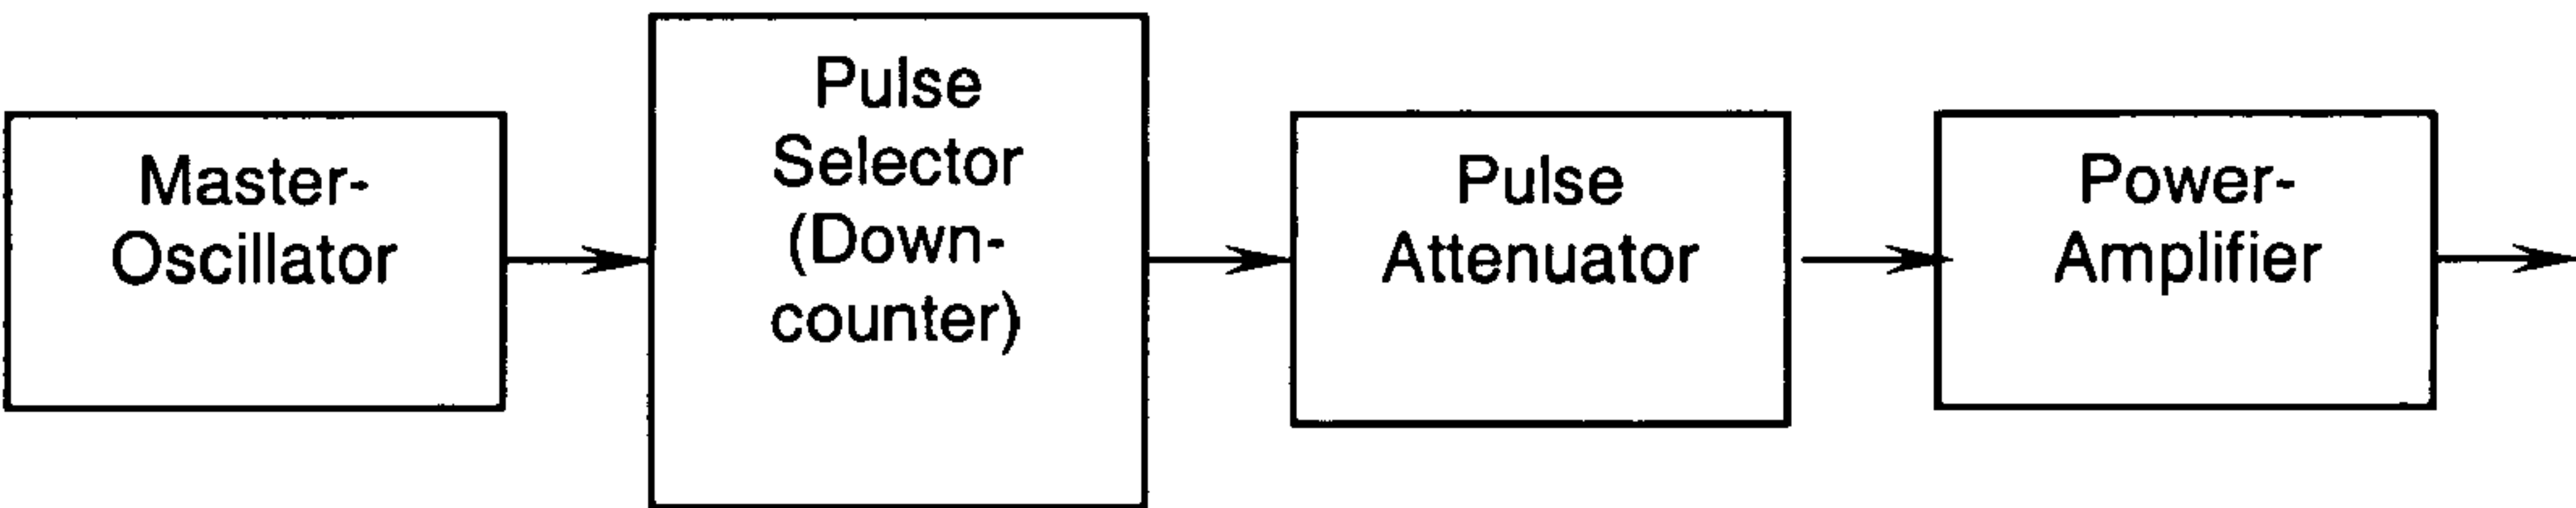 Master-
Oscillator
Pulse
Selector
(Down-
counter)
Pulse
Attenuator
Power-
Amplifier